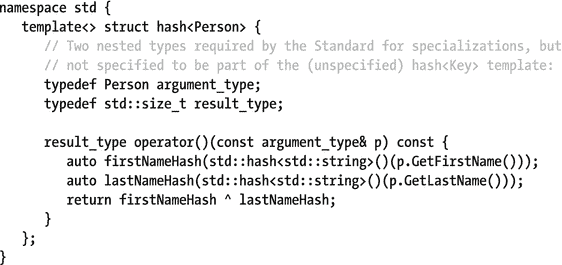 namespace std {
   template<> struct hash<Person> {
      // Two nested types required by the Standard for specializations, but
      // not specified to be part of the (unspecified) hash<Key> template:
      typedef Person argument_type;
      typedef std::size_t result_type;

      result_type operator()(const argument_type& p) const {
         auto firstNameHash(std::hash<std::string>()(p.GetFirstName()));
         auto lastNameHash(std::hash<std::string>()(p.GetLastName()));
         return firstNameHash ^ lastNameHash;
      }
   };
}